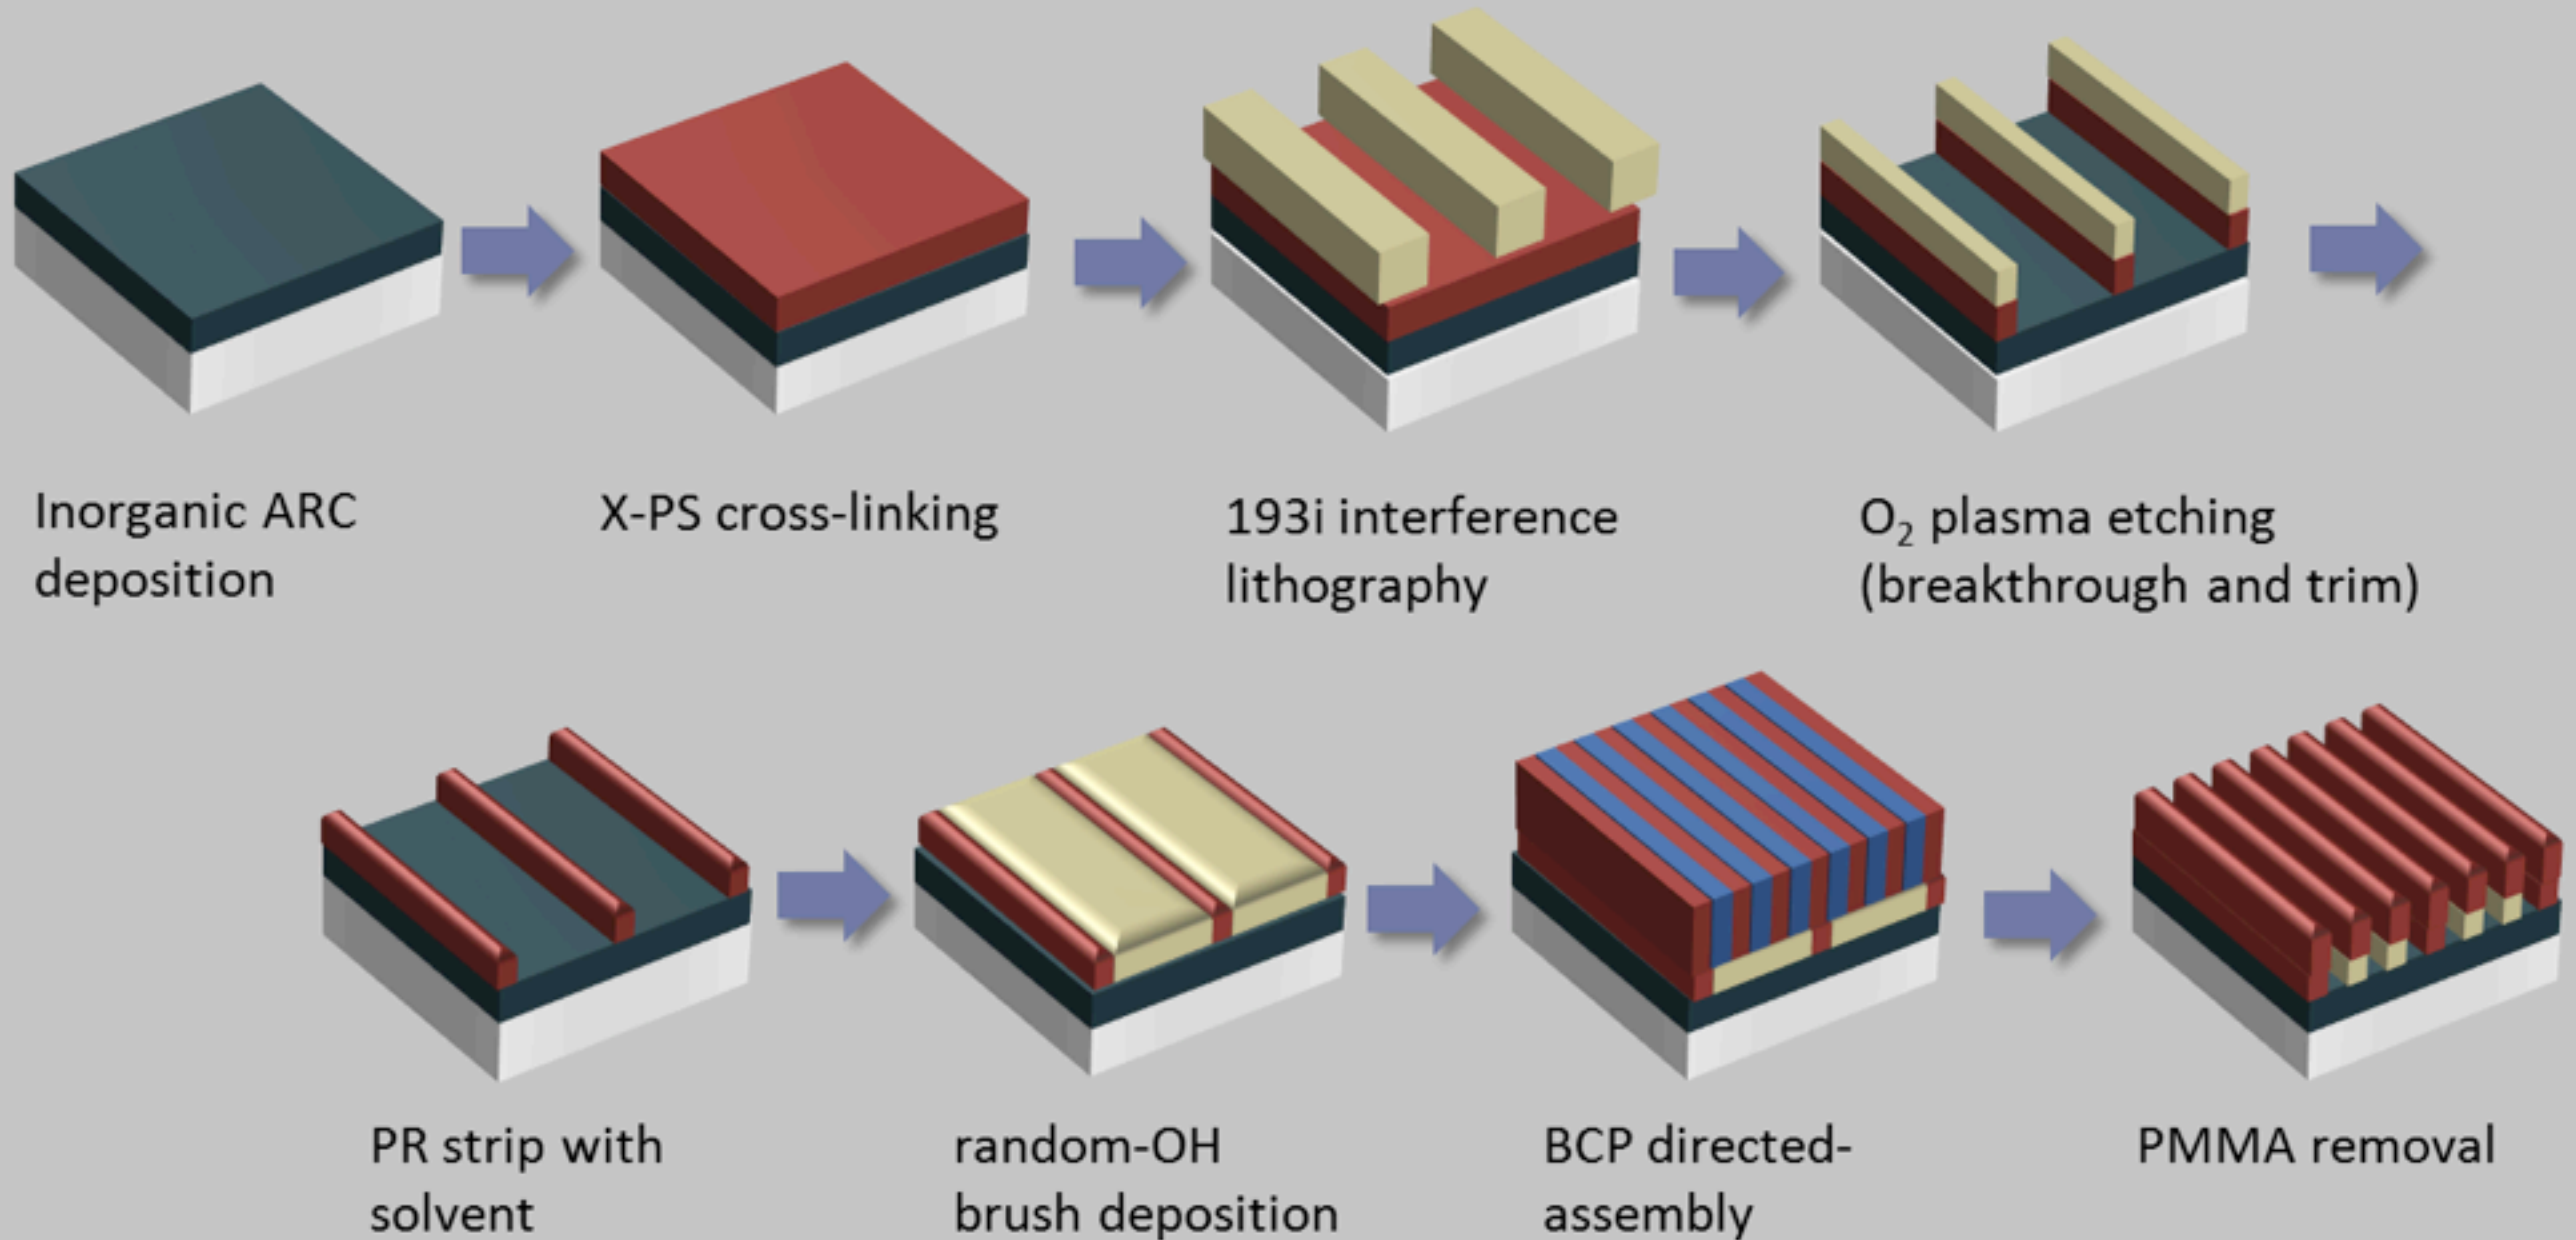 Inorganic ARC
deposition
X-PS cross-linking
193i interference
lithography
O₂ plasma etching
(breakthrough and trim)
PR strip with
solvent
random-OH
brush deposition
BCP directed-
assembly
PMMA removal